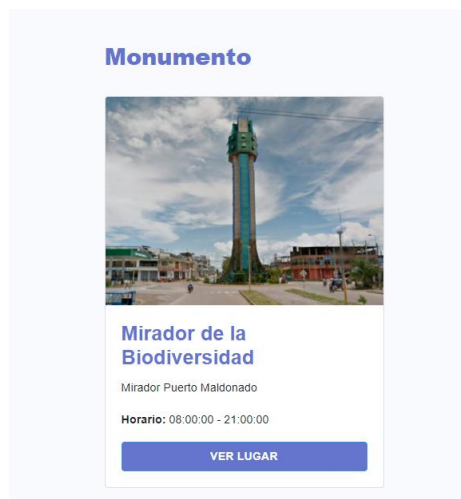 Monumento
Mirador de la
Biodiversidad
Mirador Puerto Maldonado
Horario: 08:00:00 - 21:00:00
VER LUGAR